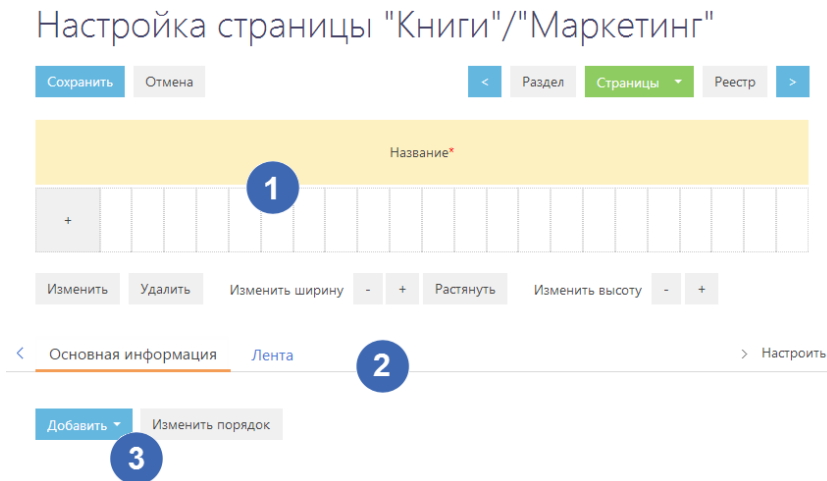 Настройка страницы "Книги"/"Маркетинг"
Сохранить Отмена < Раздел Страницы Реестр >
Название*
1
+
Изменить Удалить Изменить ширину - + Растянуть Изменить высоту - +
< Основная информация Лента 2 > Настроить
Добавить Изменить порядок
3